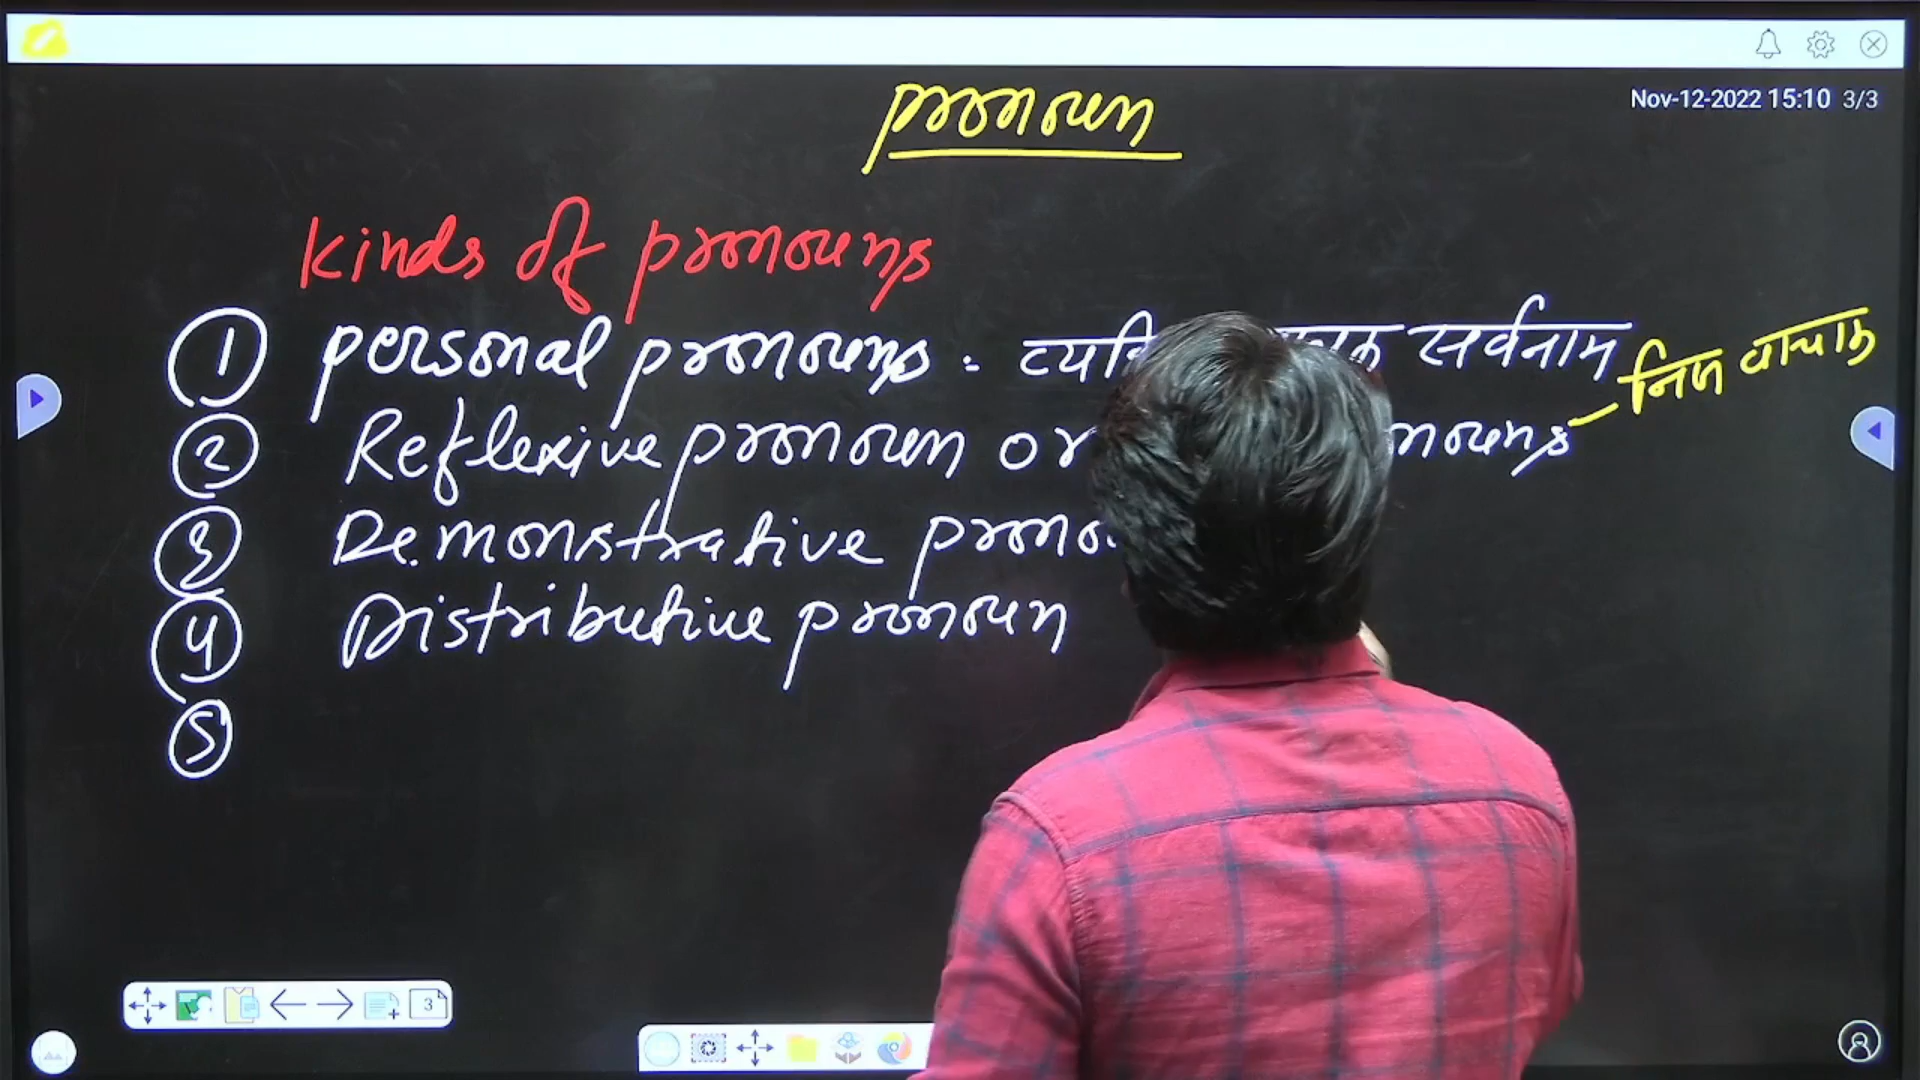 Nov-12-2022 15:10 3/3
pronoun
Kinds of pronouns
1 personal pronouns - सर्वनाम
2 Reflexive pronoun or - निज वाचक
3 Demonstrative
4 Distributive pronoun
5
3